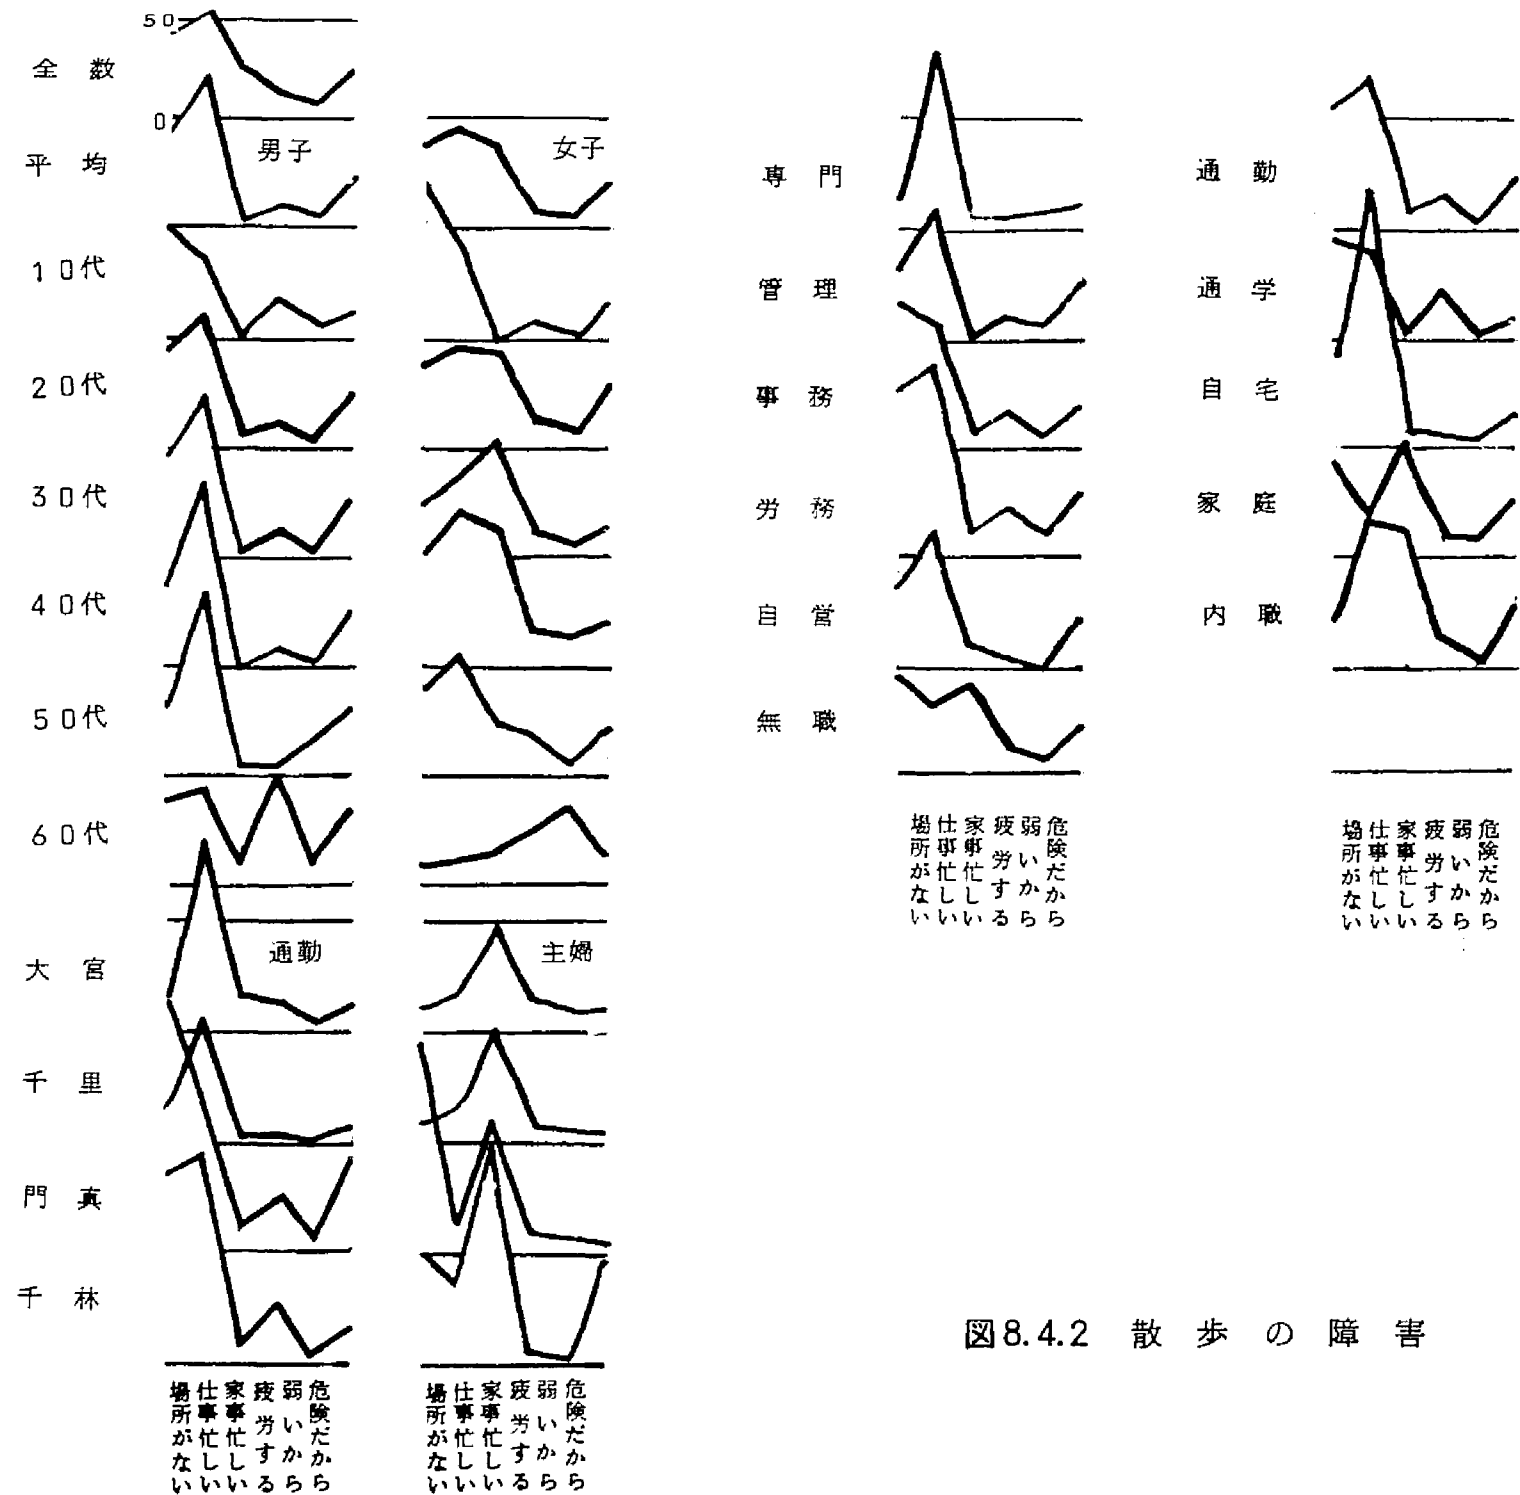 50
全数
0
平均
男子
女子
10代
20代
30代
40代
50代
60代
大宮
通勤
主婦
千里
門真
千林
場所がない
仕事忙しい
家事忙しい
疲労する
弱いから
危険だから
場所がない
仕事忙しい
家事忙しい
疲労する
弱いから
危険だから
専門
管理
事務
労務
自営
無職
場所がない
仕事忙しい
家事忙しい
疲労する
弱いから
危険だから
通勤
通学
自宅
家庭
内職
場所がない
仕事忙しい
家事忙しい
疲労する
弱いから
危険だから
図8.4.2 散歩の障害